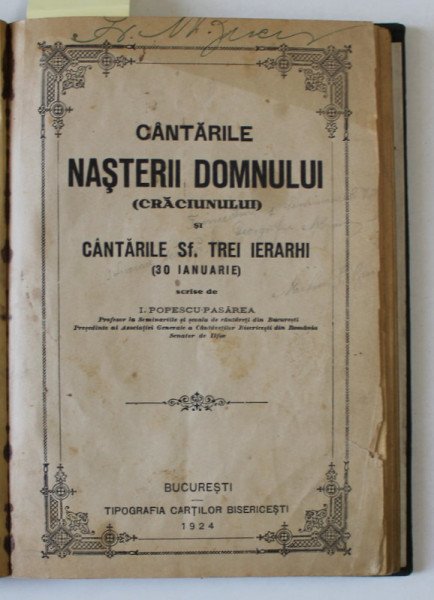 CÂNTĂRILE
NAŞTERII DOMNULUI
(CRĂCIUNULUI)
ŞI
CÂNTĂRILE Sf. TREI IERARHI
(30 IANUARIE)
scrise de
I. POPESCU-PASĂREA
Profesor la Seminariile şi şcoala de cântăreţi din Bucureşti
Preşedinte al Asociaţiei Generale a Cântăreţilor Bisericeşti din România
Senator de Ilfov
BUCUREŞTI
TIPOGRAFIA CĂRŢILOR BISERICEŞTI
1924